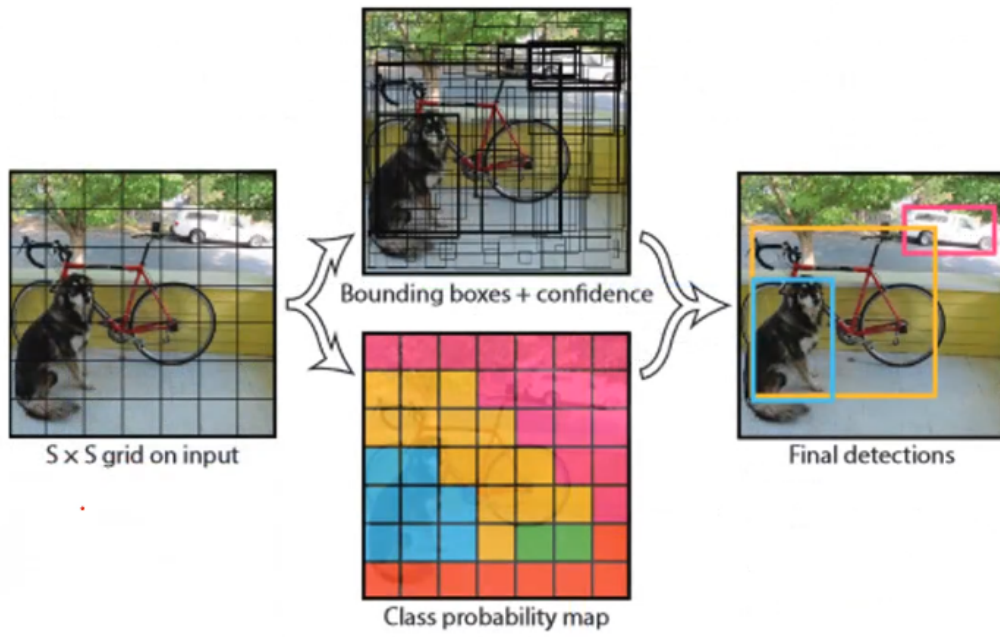 Bounding boxes + confidence
S × S grid on input
Final detections
Class probability map